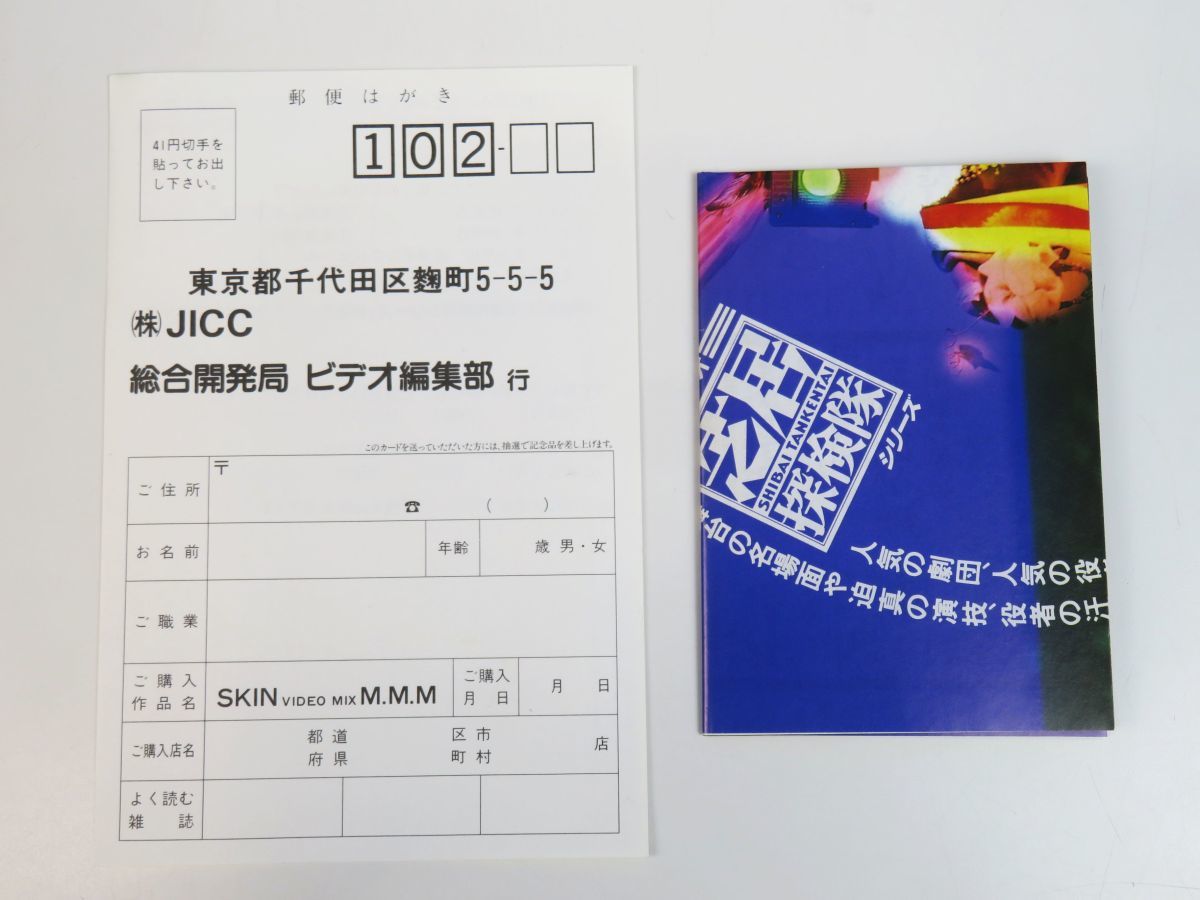 郵便はがき
41円切手を
貼ってお出
し下さい。
102-
東京都千代田区麴町5-5-5
㈱JICC
総合開発局 ビデオ編集部 行
このカードを送っていただいた方には、抽選で記念品を差し上げます。
ご住所 〒
☎ ( )
お名前 年齢 歳 男・女
ご職業
ご購入
作品名
SKIN VIDEO MIX M.M.M
ご購入
月 日
月 日
ご購入店名
都道
府県
区市
町村
店
よく読む
雑誌
芝居
SHIBAI TANKENTAI
探検隊
シリーズ
人気の劇団、人気の役
台の名場面や迫真の演技、役者の汗